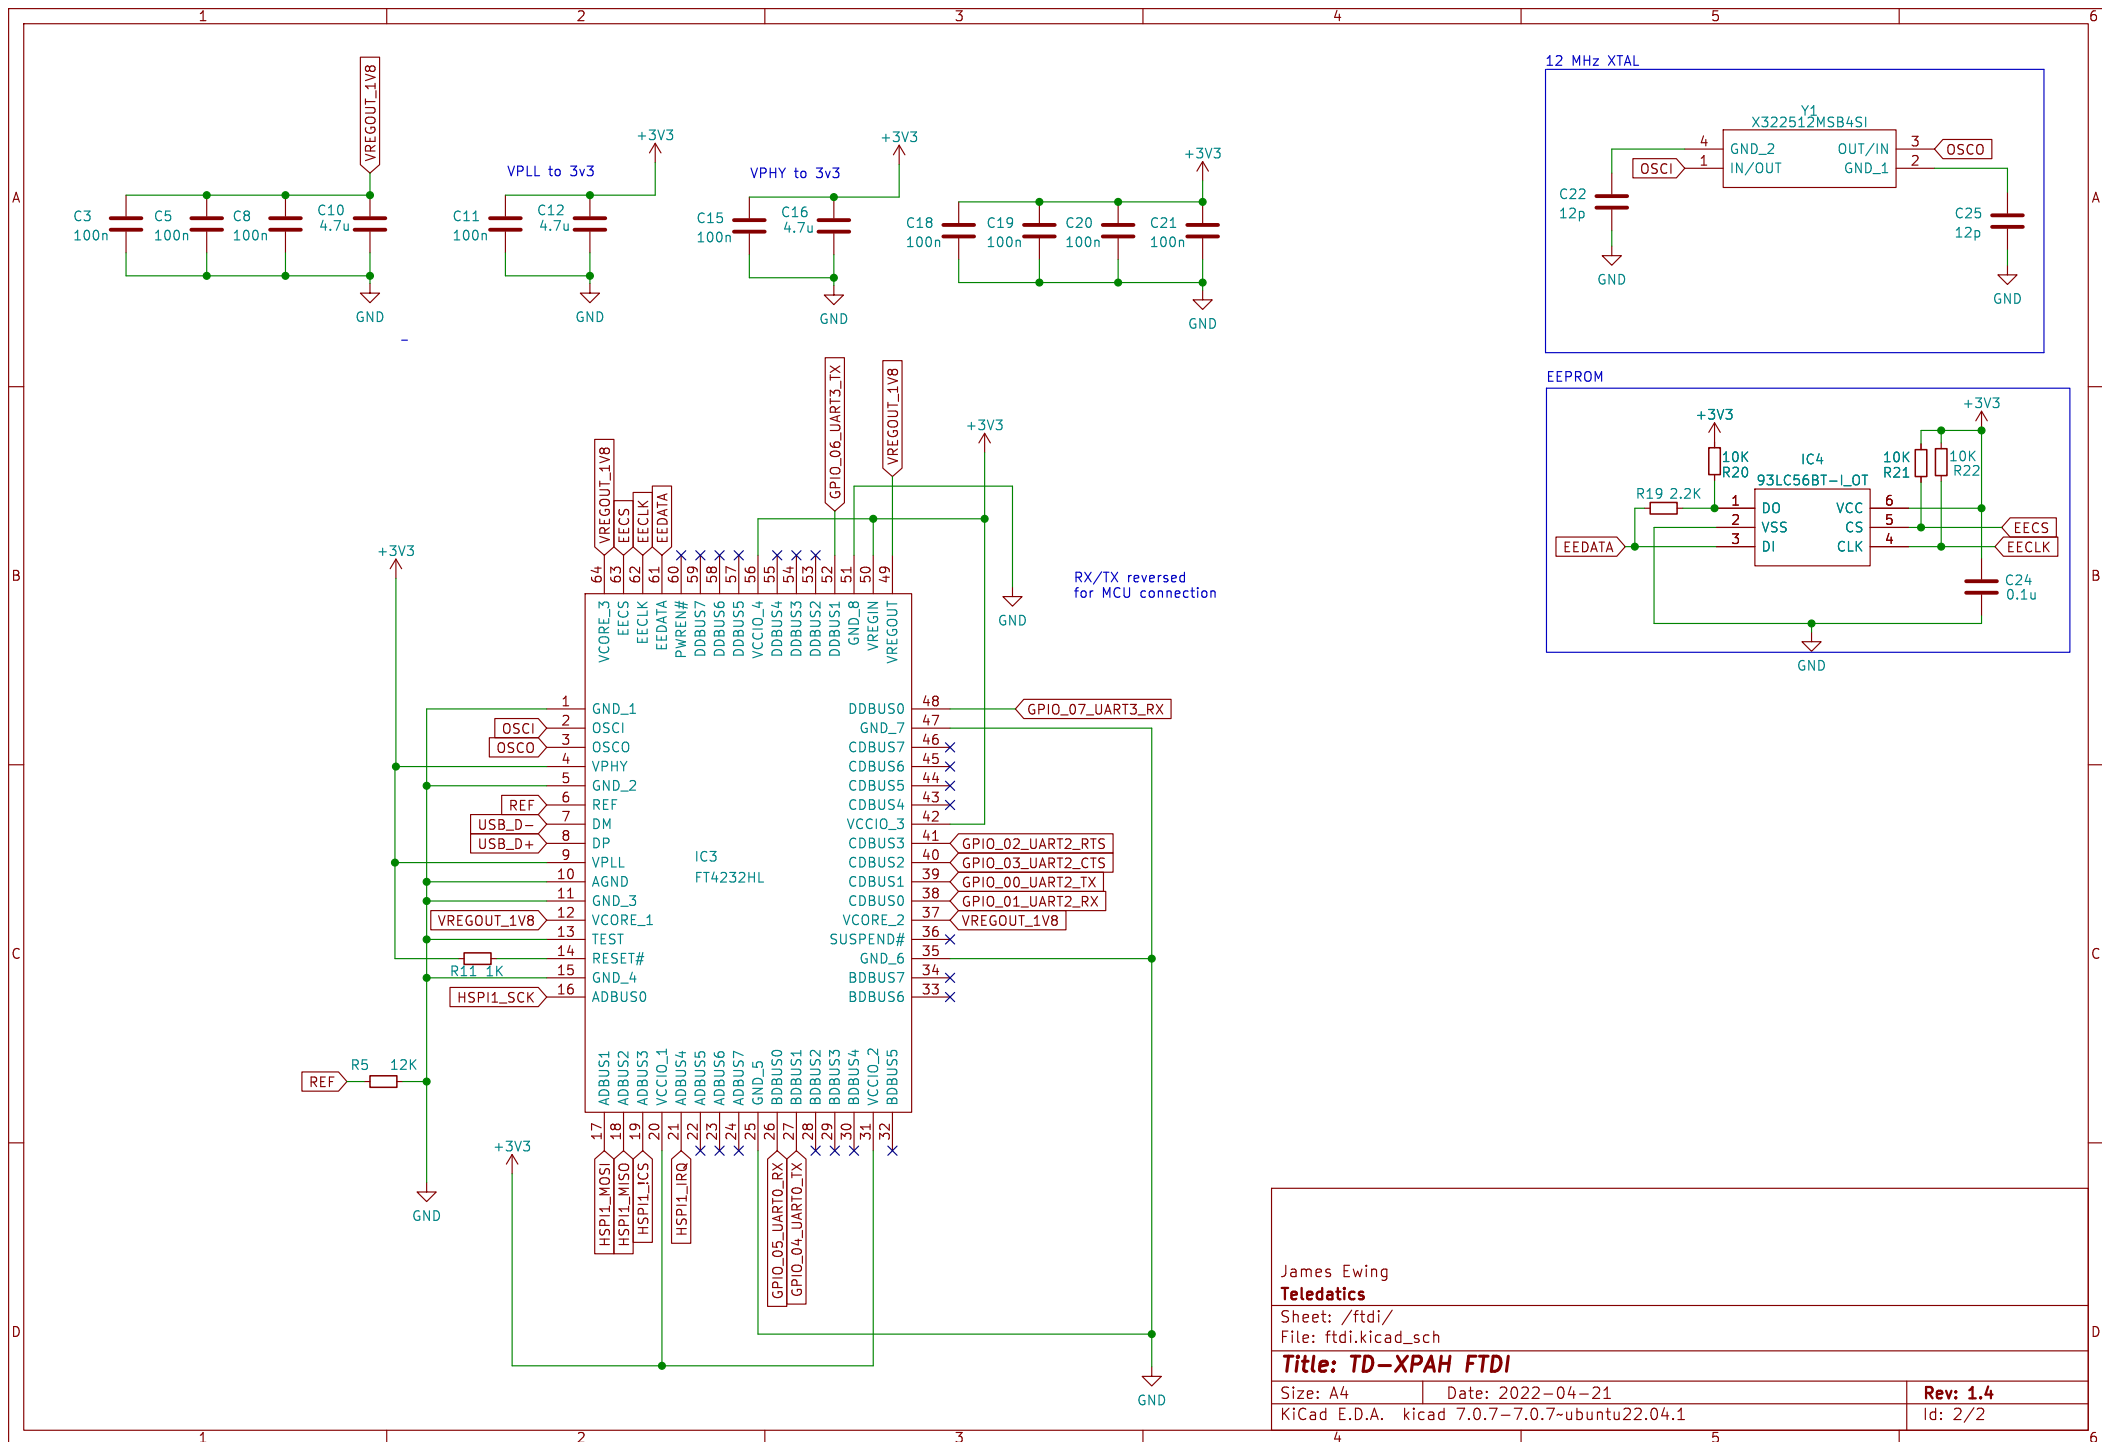 1 2 3 4 5 6
A
B
C
D
A
B
C
D
1 2 3 4 5 6
VREGOUT_1V8
C3
100n
C5
100n
C8
100n
C10
4.7u
GND
VPLL to 3v3
+3V3
C11
100n
C12
4.7u
GND
VPHY to 3v3
+3V3
C15
100n
C16
4.7u
GND
+3V3
C18
100n
C19
100n
C20
100n
C21
100n
GND
12 MHz XTAL
Y1
X322512MSB4SI
4 GND_2
1 IN/OUT
OUT/IN 3
GND_1 2
OSCI
OSCO
C22
12p
GND
C25
12p
GND
EEPROM
+3V3
+3V3
10K
R20
IC4
93LC56BT-I_OT
10K
R21
10K
R22
R19 2.2K
1 DO
2 VSS
3 DI
VCC 6
CS 5
CLK 4
EEDATA
EECS
EECLK
C24
0.1u
GND
VREGOUT_1V8
EECS
EECLK
EEDATA
GPIO_06_UART3_TX
VREGOUT_1V8
+3V3
+3V3
GND
RX/TX reversed
for MCU connection
64 VCORE_3
63 EECS
62 EECLK
61 EEDATA
60 PWREN#
59 DDBUS7
58 DDBUS6
57 DDBUS5
56 VCCIO_4
55 DDBUS4
54 DDBUS3
53 DDBUS2
52 DDBUS1
51 GND_8
50 VREGIN
49 VREGOUT
1 GND_1
OSCI 2 OSCI
OSCO 3 OSCO
4 VPHY
5 GND_2
REF 6 REF
USB_D- 7 DM
USB_D+ 8 DP
9 VPLL
10 AGND
11 GND_3
VREGOUT_1V8 12 VCORE_1
13 TEST
14 RESET#
R11 1K
15 GND_4
HSPI1_SCK 16 ADBUS0
IC3
FT4232HL
DDBUS0 48 GPIO_07_UART3_RX
GND_7 47
CDBUS7 46
CDBUS6 45
CDBUS5 44
CDBUS4 43
VCCIO_3 42
CDBUS3 41 GPIO_02_UART2_RTS
CDBUS2 40 GPIO_03_UART2_CTS
CDBUS1 39 GPIO_00_UART2_TX
CDBUS0 38 GPIO_01_UART2_RX
VCORE_2 37 VREGOUT_1V8
SUSPEND# 36
GND_6 35
BDBUS7 34
BDBUS6 33
ADBUS1 17 HSPI1_MOSI
ADBUS2 18 HSPI1_MISO
ADBUS3 19 HSPI1_!CS
VCCIO_1 20
ADBUS4 21 HSPI1_IRQ
ADBUS5 22
ADBUS6 23
ADBUS7 24
GND_5 25
BDBUS0 26 GPIO_05_UART0_RX
BDBUS1 27 GPIO_04_UART0_TX
BDBUS2 28
BDBUS3 29
BDBUS4 30
VCCIO_2 31
BDBUS5 32
REF
R5 12K
GND
+3V3
GND
James Ewing
Teledatics
Sheet: /ftdi/
File: ftdi.kicad_sch
Title: TD-XPAH FTDI
Size: A4 Date: 2022-04-21 Rev: 1.4
KiCad E.D.A. kicad 7.0.7-7.0.7~ubuntu22.04.1 Id: 2/2